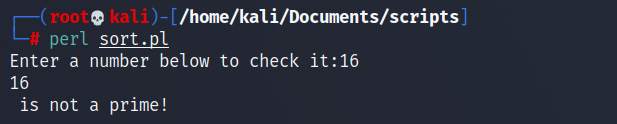 ┌──(root💀kali)-[/home/kali/Documents/scripts]
└─# perl sort.pl
Enter a number below to check it:16
16
 is not a prime!